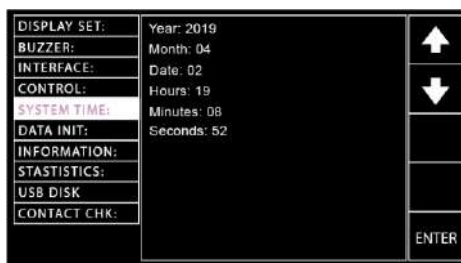 DISPLAY SET:
BUZZER:
INTERFACE:
CONTROL:
SYSTEM TIME:
DATA INIT:
INFORMATION:
STASTISTICS:
USB DISK
CONTACT CHK:
Year: 2019
Month: 04
Date: 02
Hours: 19
Minutes: 08
Seconds: 52
ENTER